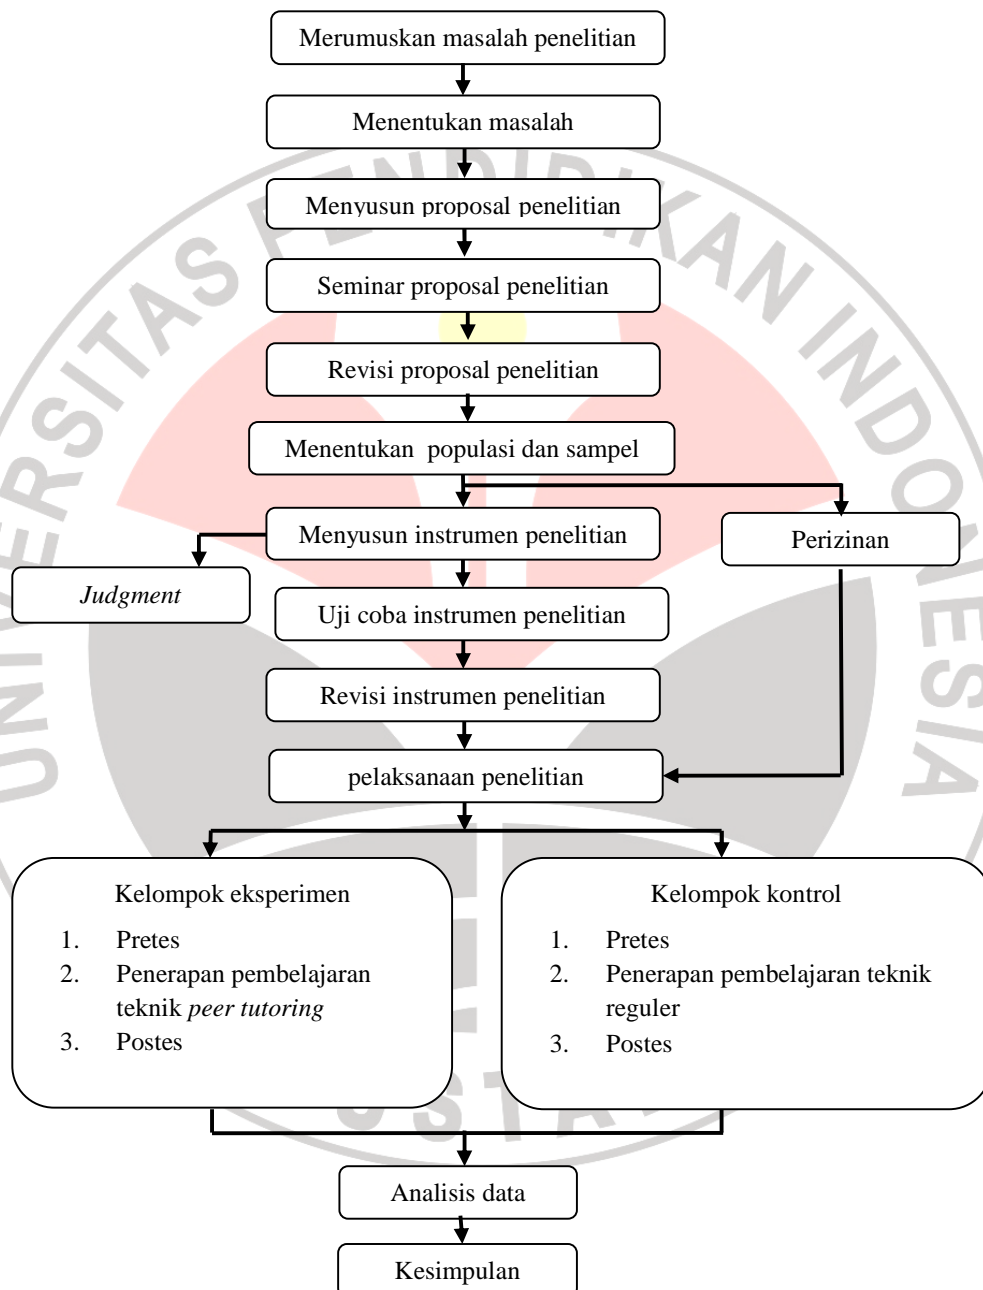 Merumuskan masalah penelitian
Menentukan masalah
Menyusun proposal penelitian
Seminar proposal penelitian
Revisi proposal penelitian
Menentukan  populasi dan sampel
Menyusun instrumen penelitian
Perizinan
Judgment
Uji coba instrumen penelitian
Revisi instrumen penelitian
pelaksanaan penelitian
Kelompok eksperimen
1. Pretes
2. Penerapan pembelajaran
teknik peer tutoring
3. Postes
Kelompok kontrol
1. Pretes
2. Penerapan pembelajaran teknik
reguler
3. Postes
Analisis data
Kesimpulan
UNIVERSITAS PENDIDIKAN INDONESIA